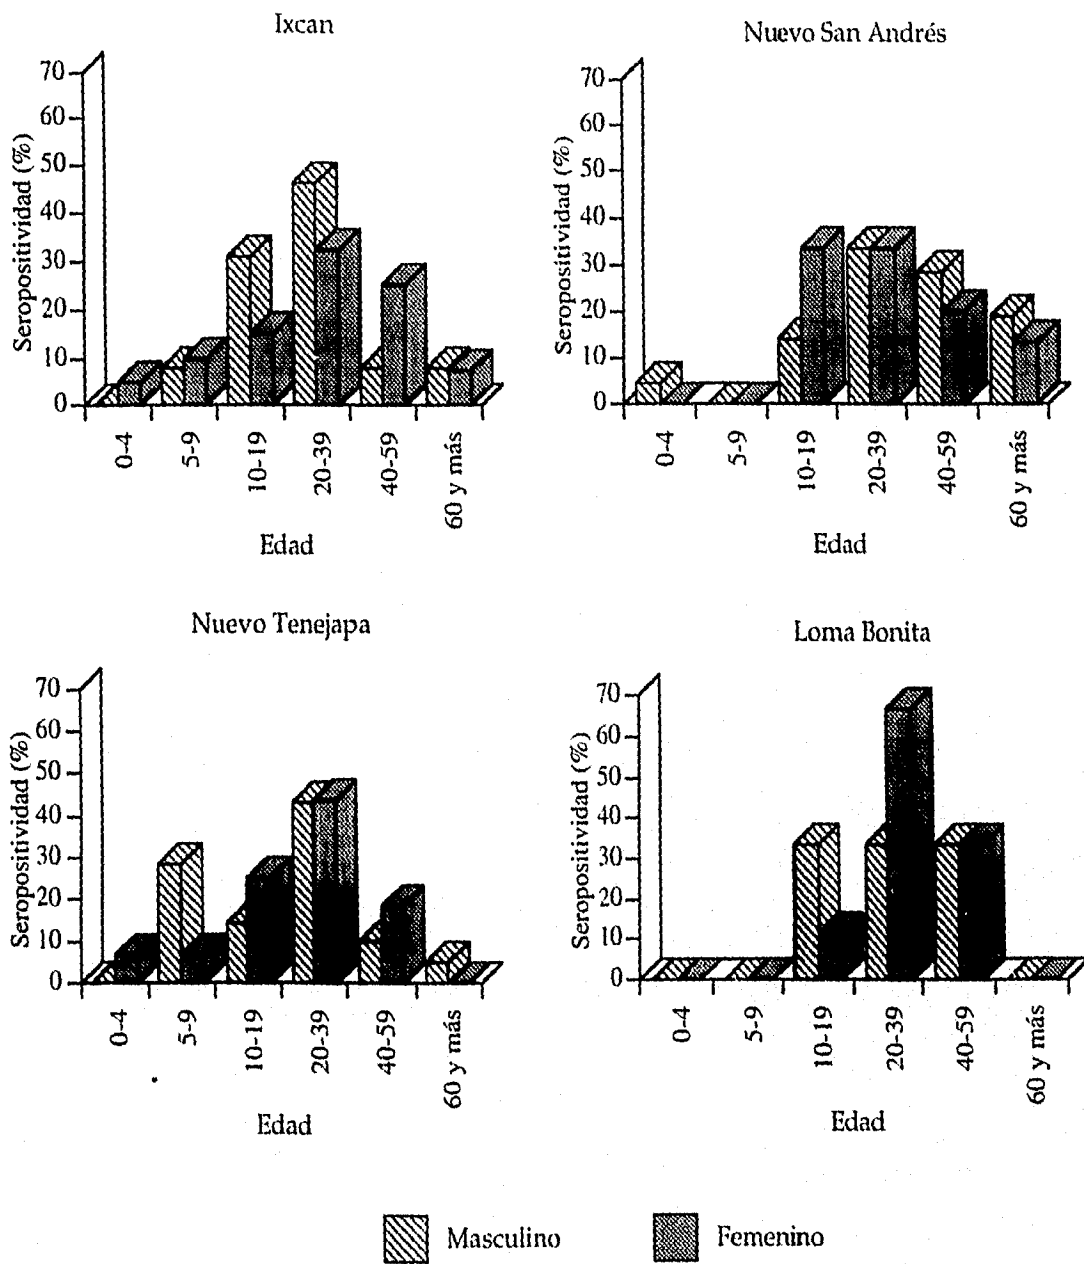 Ixcan
Seropositividad (%)
70
60
50
40
30
20
10
0
0-4
5-9
10-19
20-39
40-59
60 y más
Edad
Nuevo San Andrés
Seropositividad (%)
70
60
50
40
30
20
10
0
0-4
5-9
10-19
20-39
40-59
60 y más
Edad
Nuevo Tenejapa
Seropositividad (%)
70
60
50
40
30
20
10
0
0-4
5-9
10-19
20-39
40-59
60 y más
Edad
Loma Bonita
Seropositividad (%)
70
60
50
40
30
20
10
0
0-4
5-9
10-19
20-39
40-59
60 y más
Edad
Masculino
Femenino